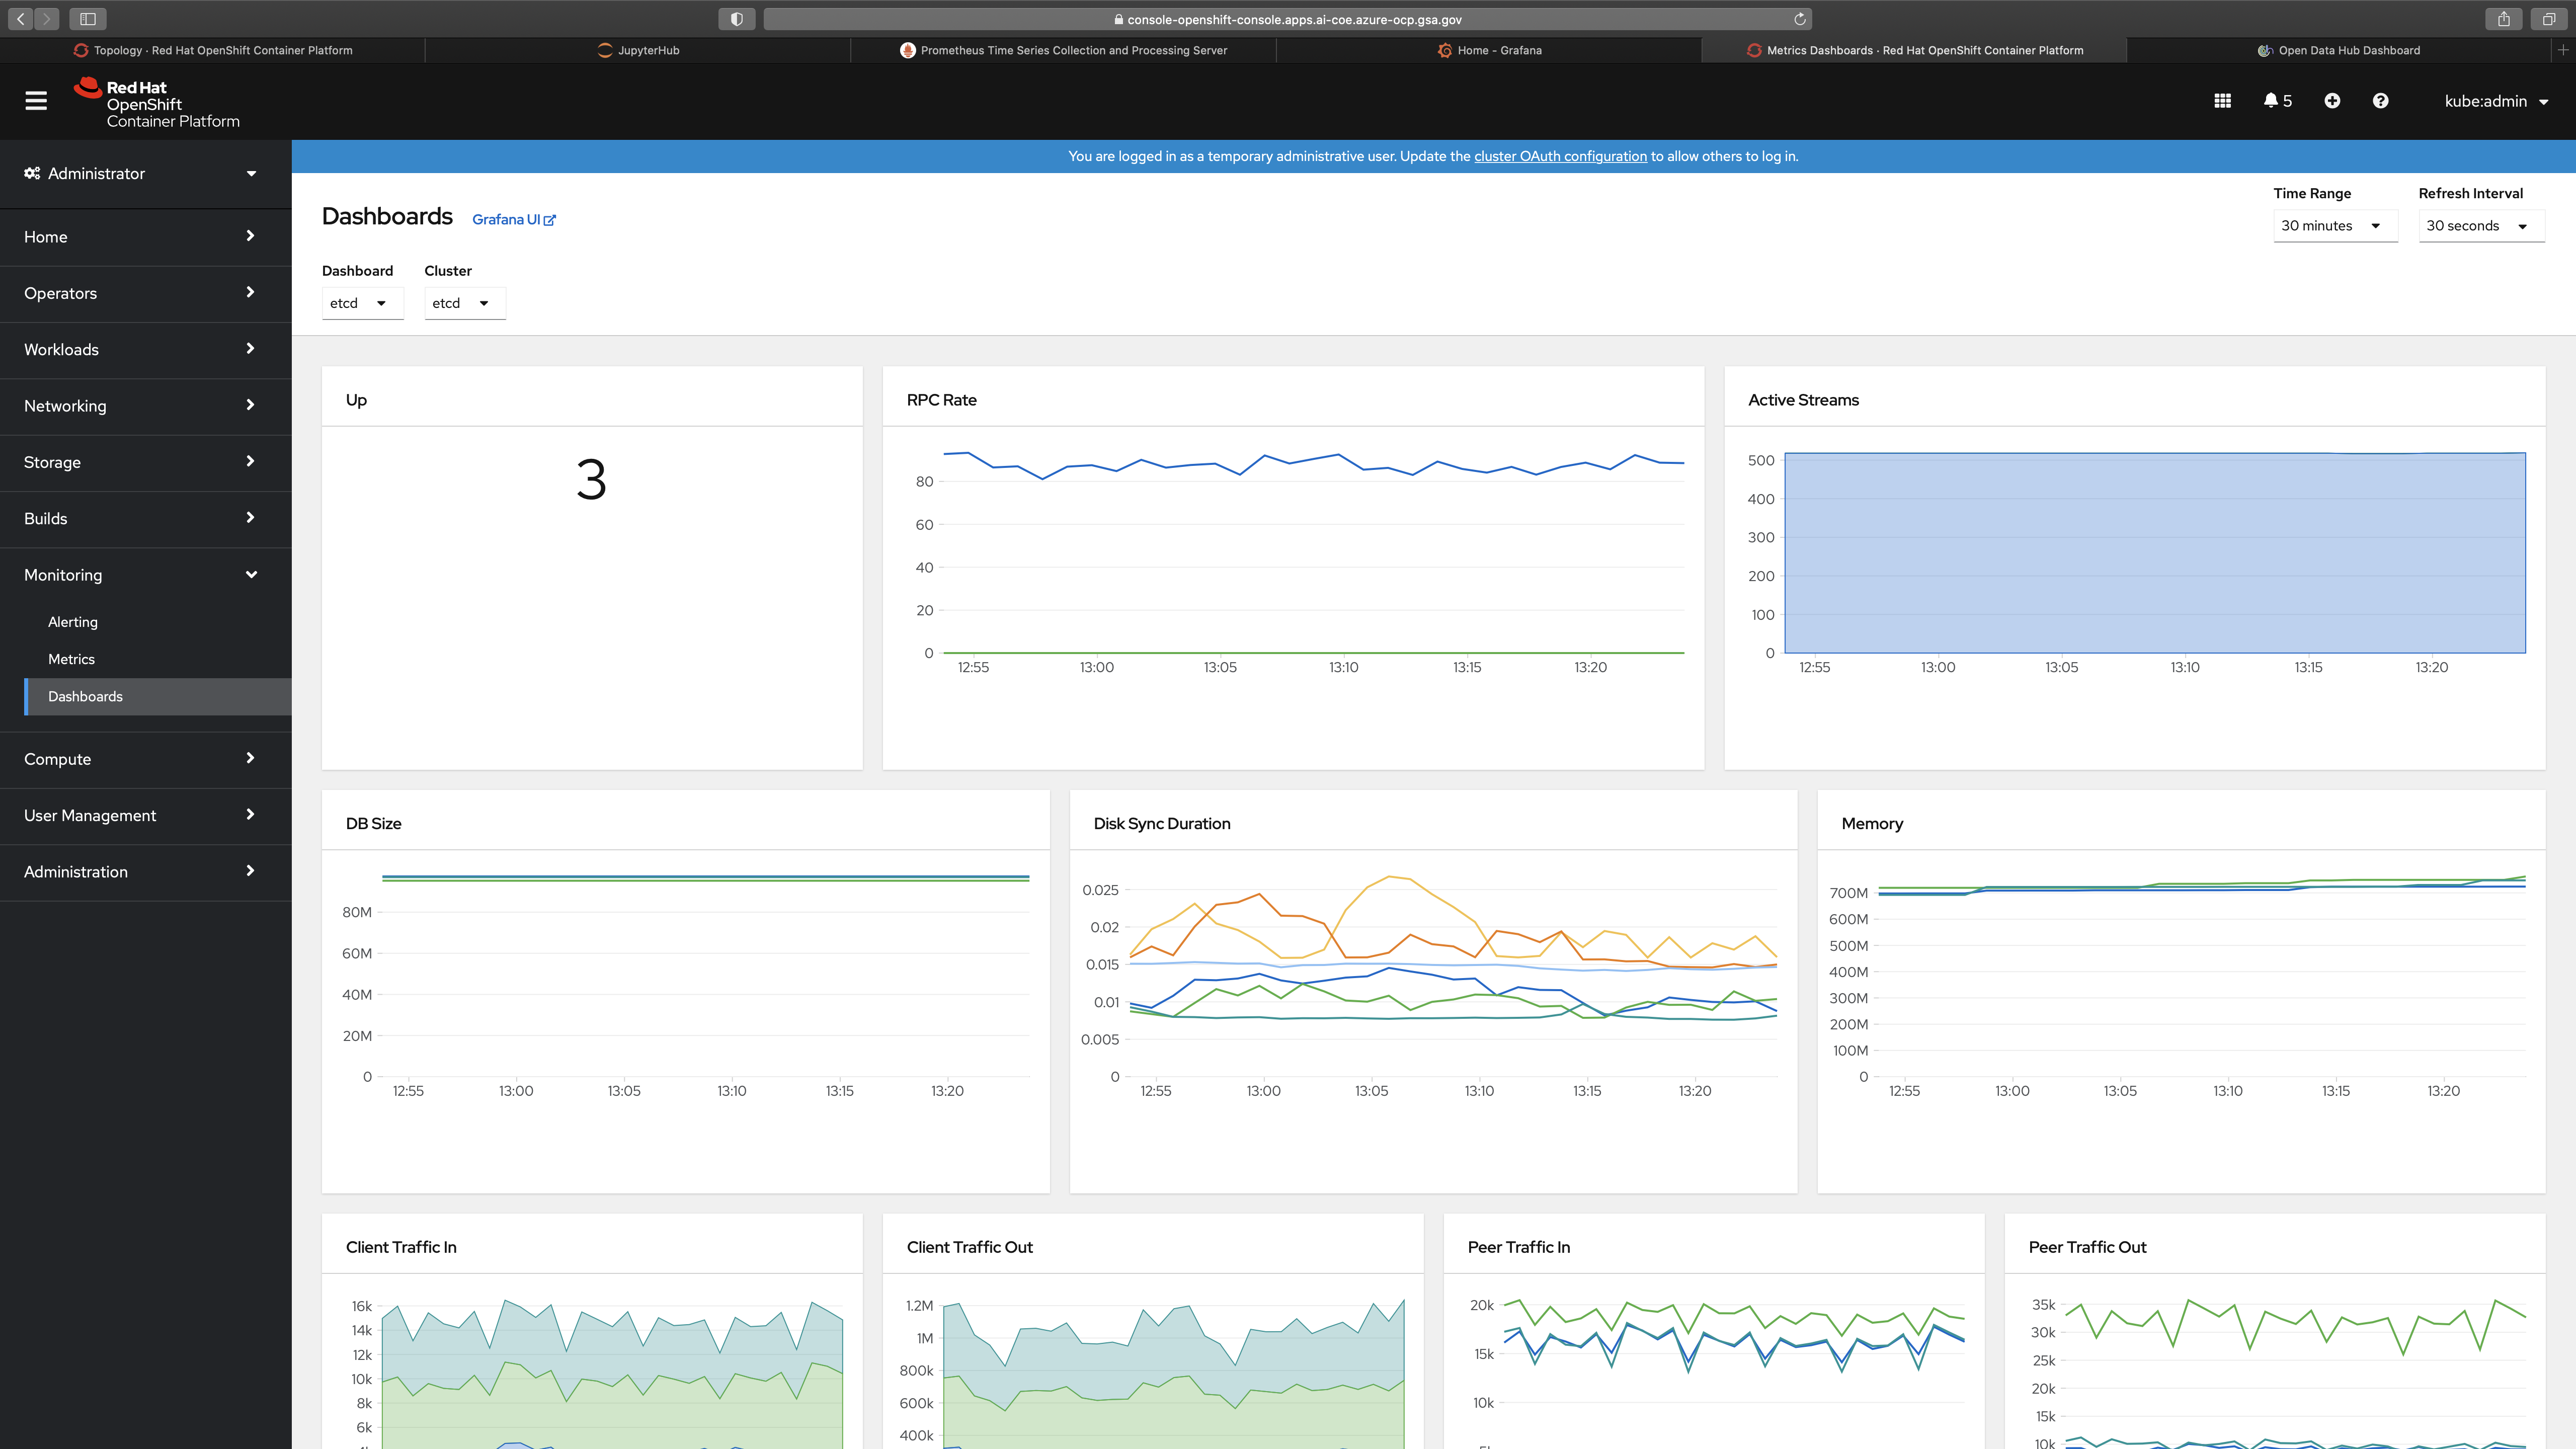 console-openshift-console.apps.ai-coe.azure-ocp.gsa.gov
Topology · Red Hat OpenShift Container Platform
JupyterHub
Prometheus Time Series Collection and Processing Server
Home - Grafana
Metrics Dashboards · Red Hat OpenShift Container Platform
Open Data Hub Dashboard
Red Hat
OpenShift
Container Platform
5
kube:admin
You are logged in as a temporary administrative user. Update the cluster OAuth configuration to allow others to log in.
Administrator
Home
Operators
Workloads
Networking
Storage
Builds
Monitoring
Alerting
Metrics
Dashboards
Compute
User Management
Administration
Dashboards
Grafana UI
Time Range
30 minutes
Refresh Interval
30 seconds
Dashboard
etcd
Cluster
etcd
Up
3
RPC Rate
80
60
40
20
0
12:55 13:00 13:05 13:10 13:15 13:20
Active Streams
500
400
300
200
100
0
12:55 13:00 13:05 13:10 13:15 13:20
DB Size
80M
60M
40M
20M
0
12:55 13:00 13:05 13:10 13:15 13:20
Disk Sync Duration
0.025
0.02
0.015
0.01
0.005
0
12:55 13:00 13:05 13:10 13:15 13:20
Memory
700M
600M
500M
400M
300M
200M
100M
0
12:55 13:00 13:05 13:10 13:15 13:20
Client Traffic In
16k
14k
12k
10k
8k
6k
Client Traffic Out
1.2M
1M
800k
600k
400k
Peer Traffic In
20k
15k
10k
Peer Traffic Out
35k
30k
25k
20k
15k
10k